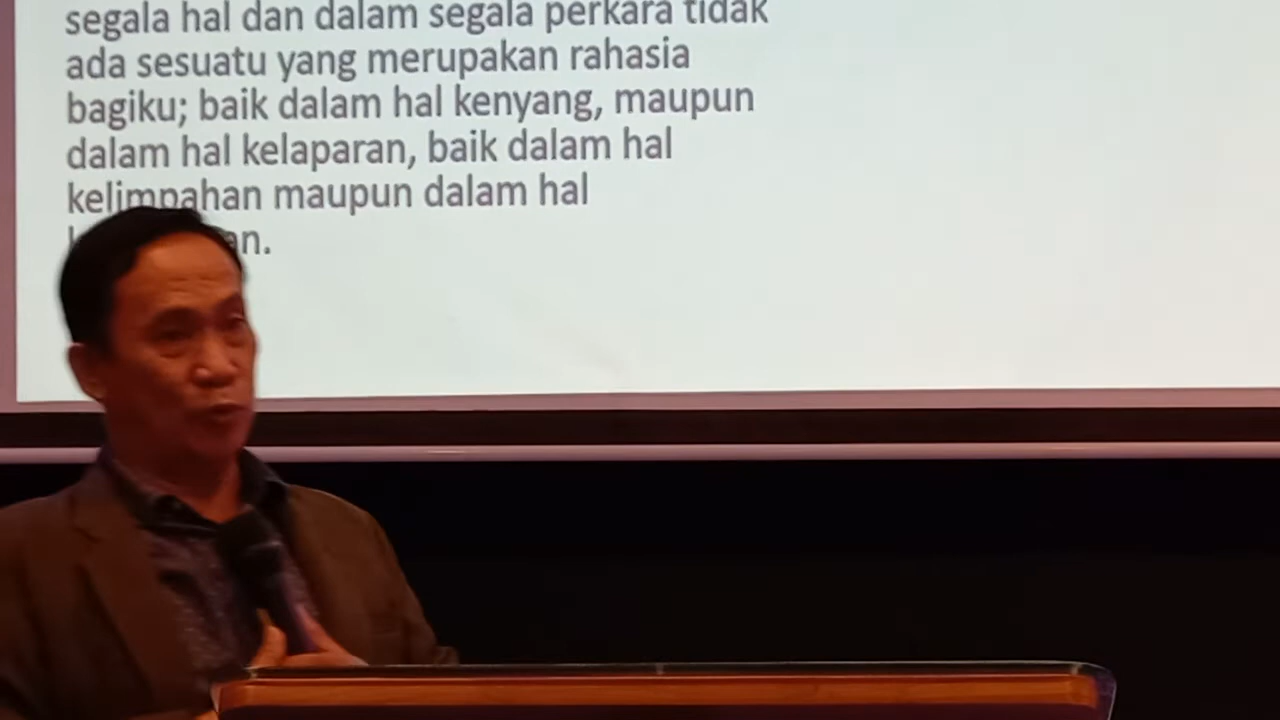 segala hal dan dalam segala perkara tidak
ada sesuatu yang merupakan rahasia
bagiku; baik dalam hal kenyang, maupun
dalam hal kelaparan, baik dalam hal
kelimpahan maupun dalam hal